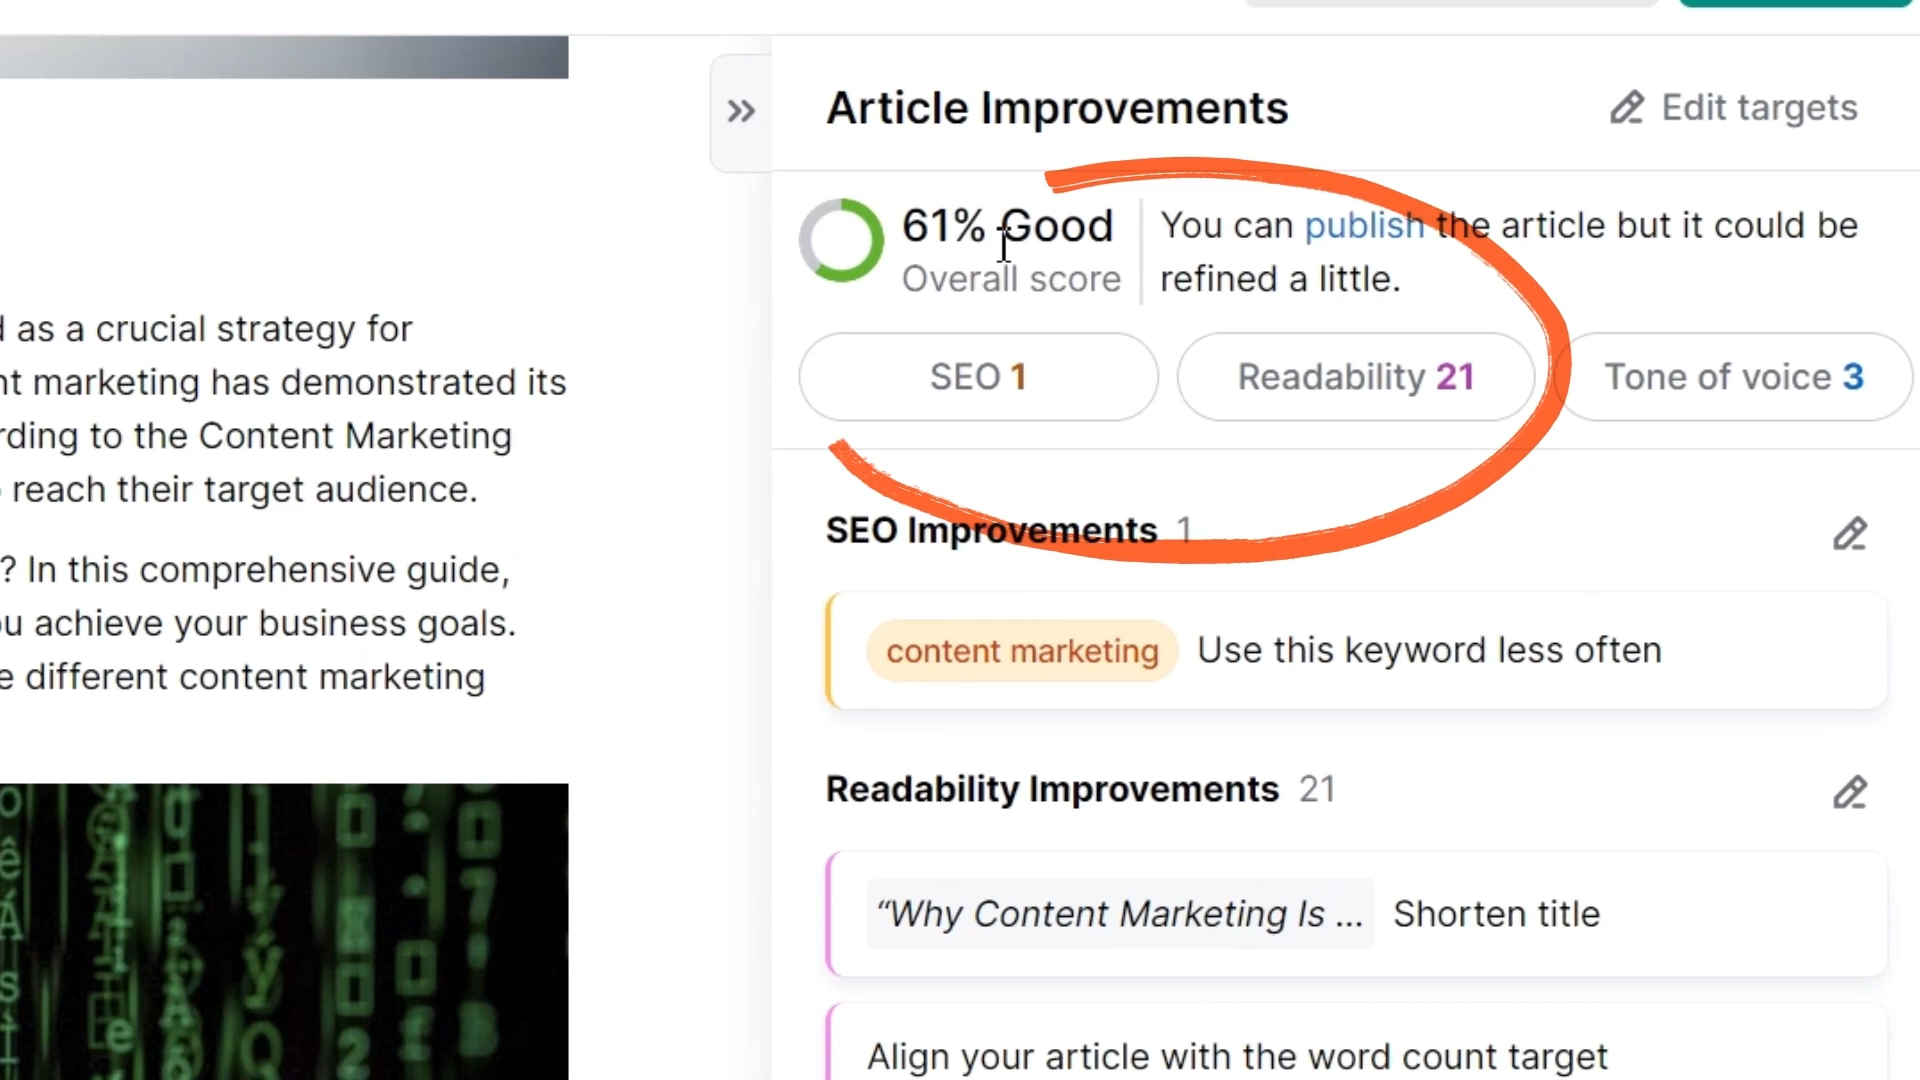 as a crucial strategy for
marketing has demonstrated its
to the Content Marketing
reach their target audience.
? In this comprehensive guide,
achieve your business goals.
different content marketing
Article Improvements
Edit targets
61% Good
Overall score
You can publish the article but it could be
refined a little.
SEO 1
Readability 21
Tone of voice 3
SEO Improvements 1
content marketing Use this keyword less often
Readability Improvements 21
“Why Content Marketing Is ... Shorten title
Align your article with the word count target